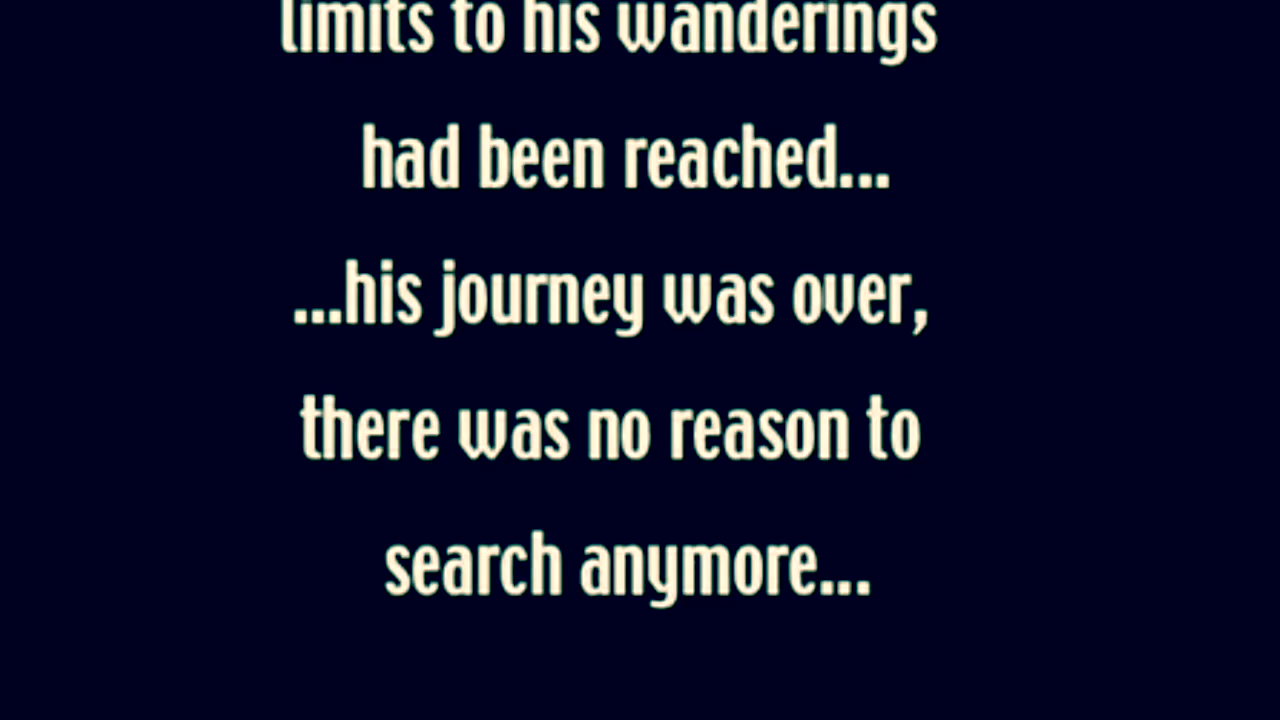 limits to his wanderings
had been reached...
...his journey was over,
there was no reason to
search anymore...